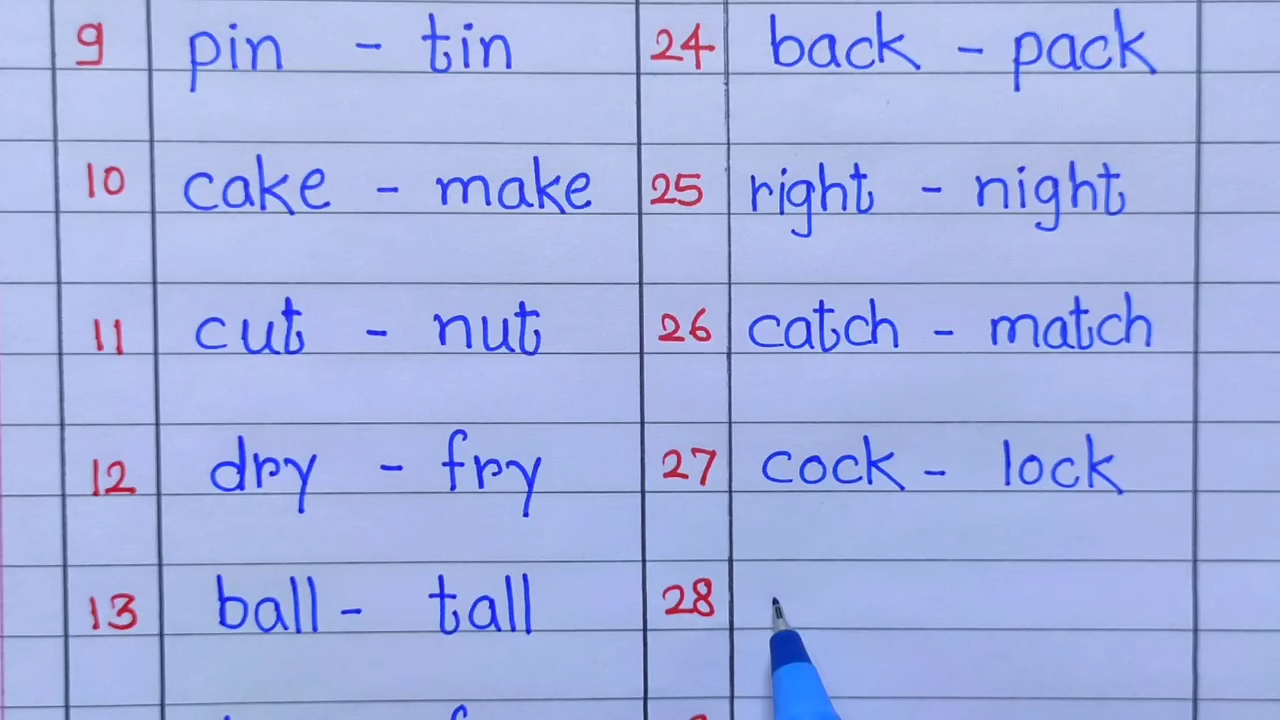 9 pin - tin
10 cake - make
11 cut - nut
12 dry - fry
13 ball - tall
24 back - pack
25 right - night
26 catch - match
27 cock - lock
28